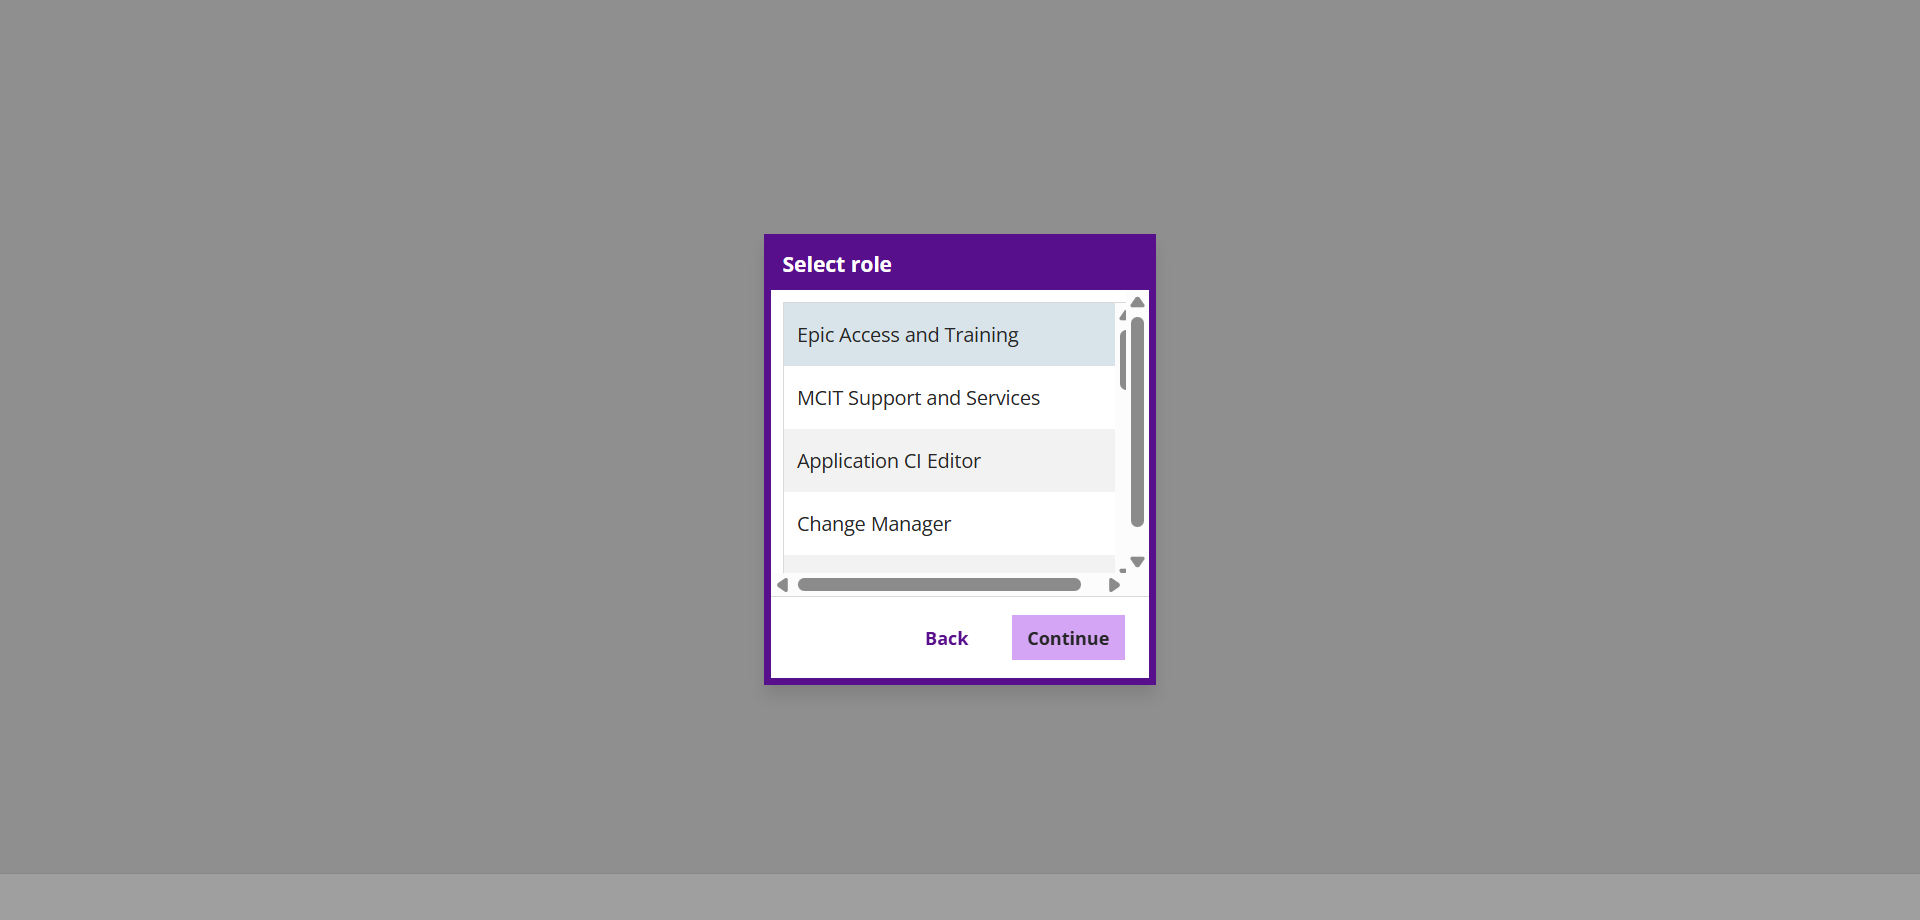 Select role
Epic Access and Training
MCIT Support and Services
Application CI Editor
Change Manager
Back
Continue